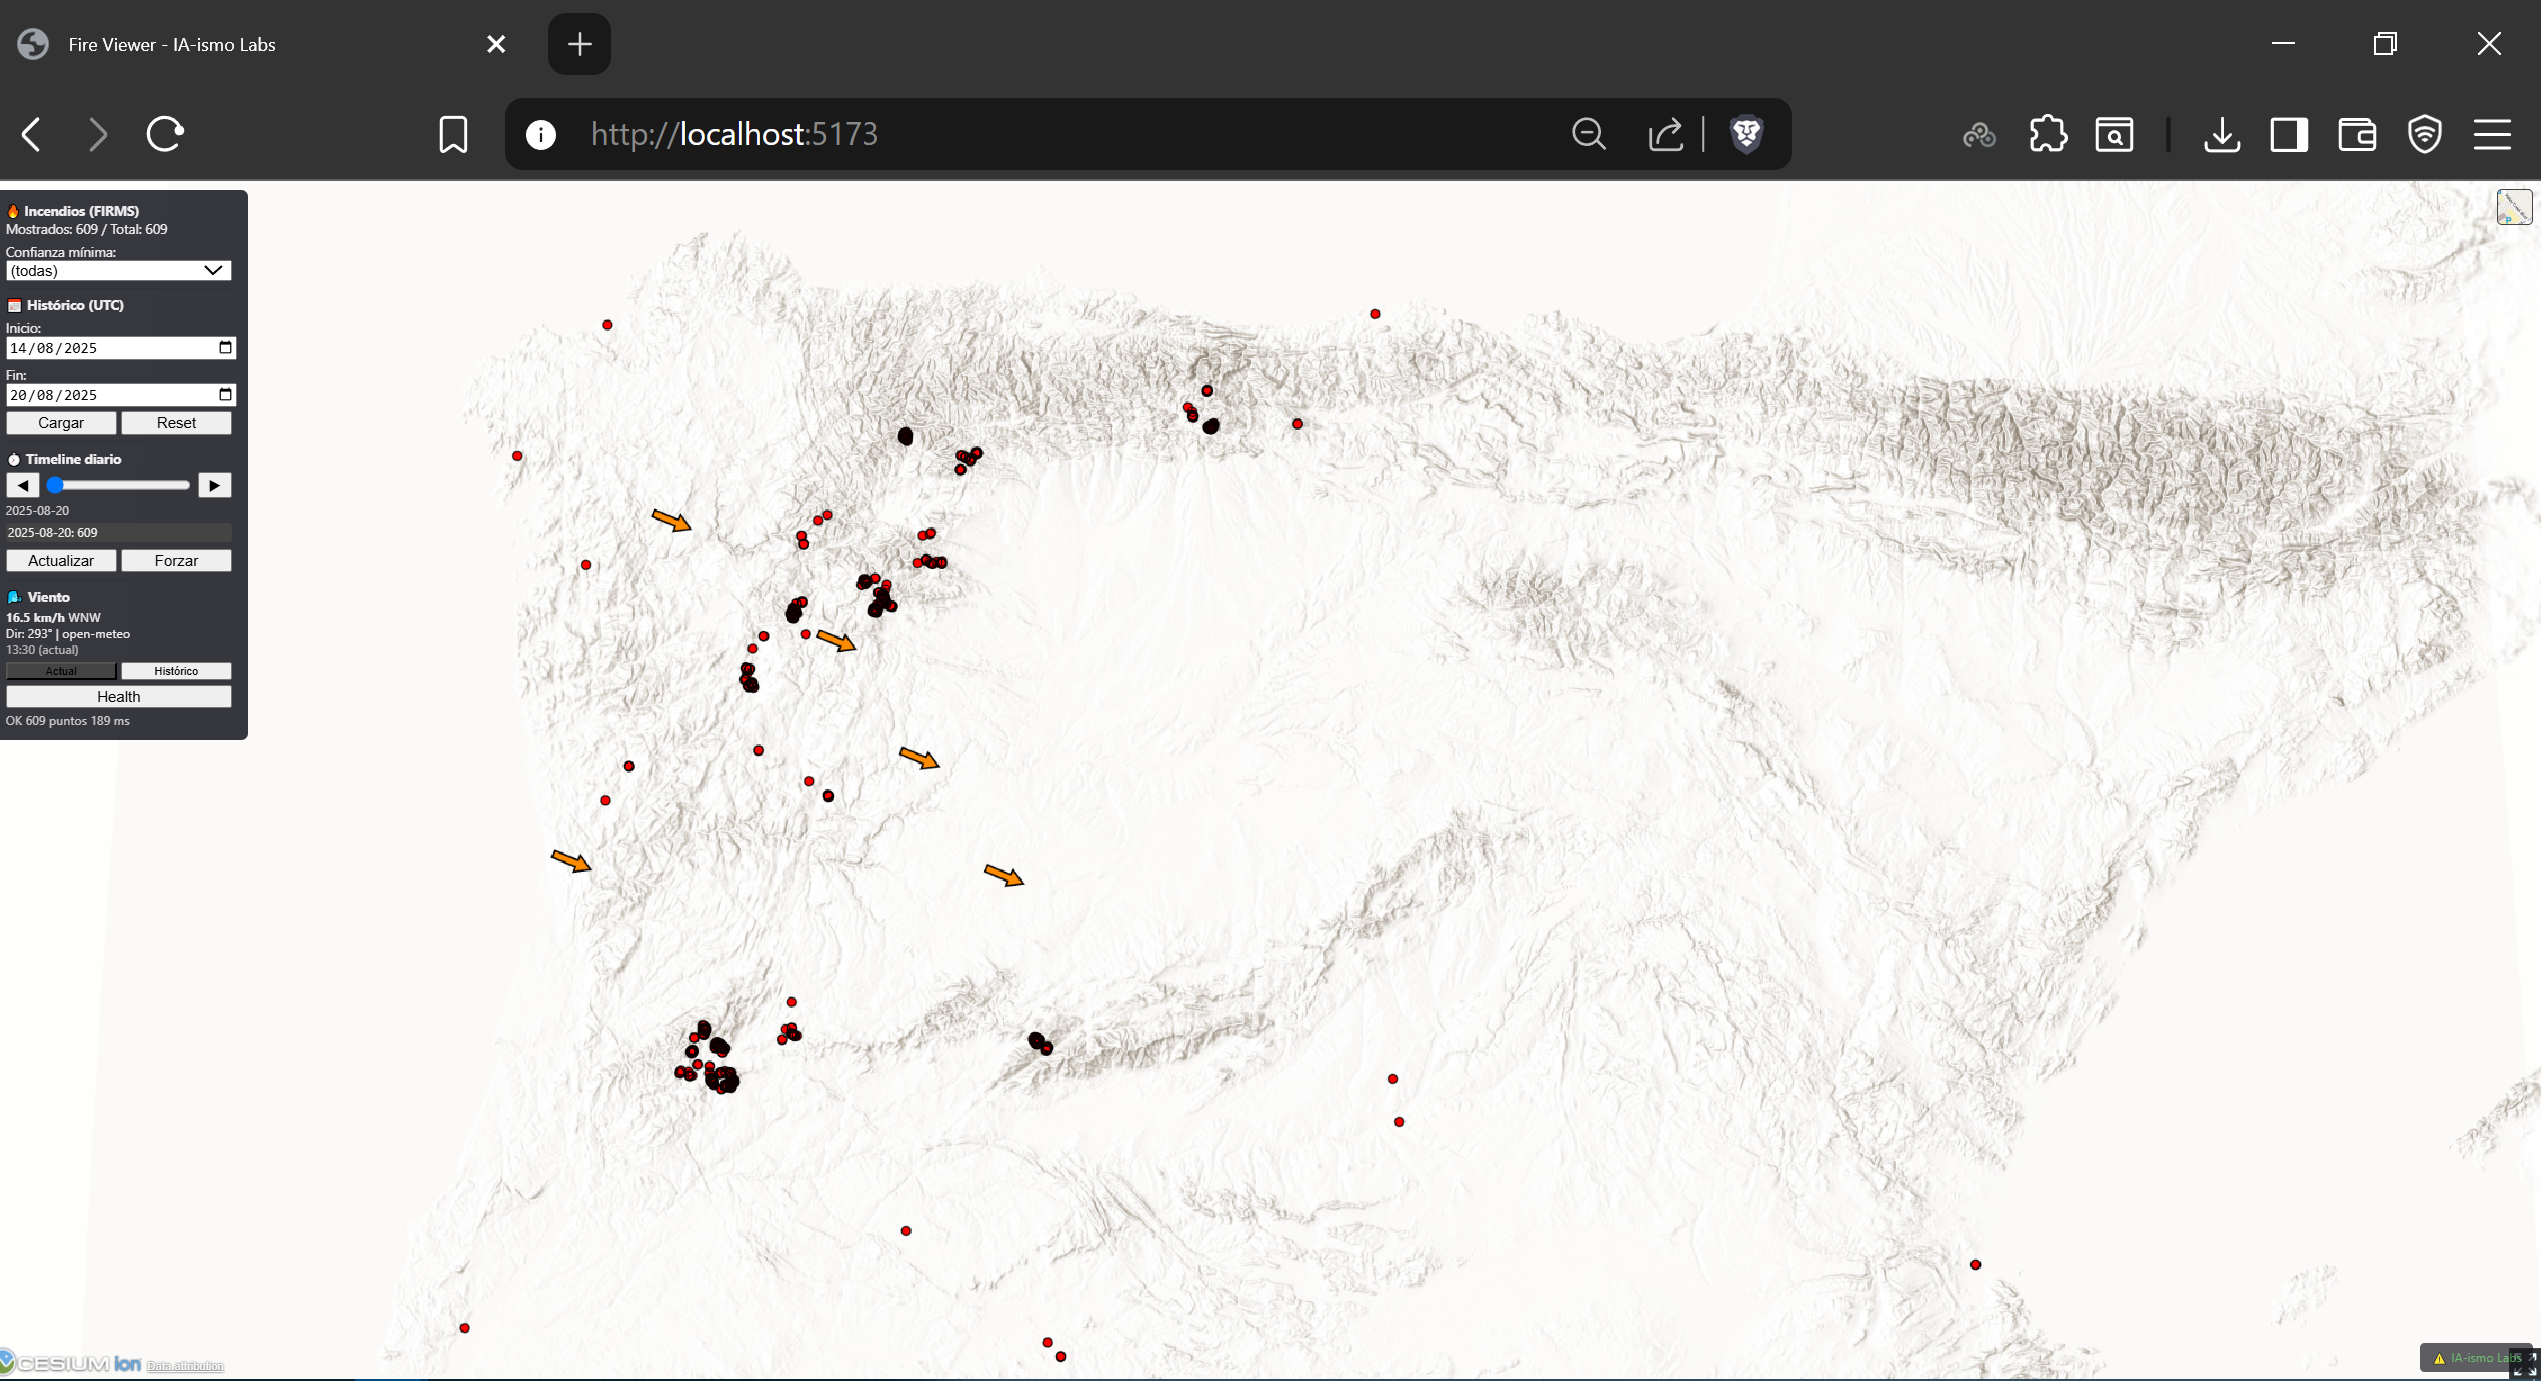 Fire Viewer - IA-ismo Labs
http://localhost:5173
Incendios (FIRMS)
Mostrados: 609 / Total: 609
Confianza mínima:
(todas)
Histórico (UTC)
Inicio:
14/08/2025
Fin:
20/08/2025
Cargar Reset
Timeline diario
2025-08-20
2025-08-20: 609
Actualizar Forzar
Viento
16.5 km/h WNW
Dir: 293° | open-meteo
13:30 (actual)
Actual Histórico
Health
OK 609 puntos 189 ms
CESIUM ion Data attribution
IA-ismo Labs